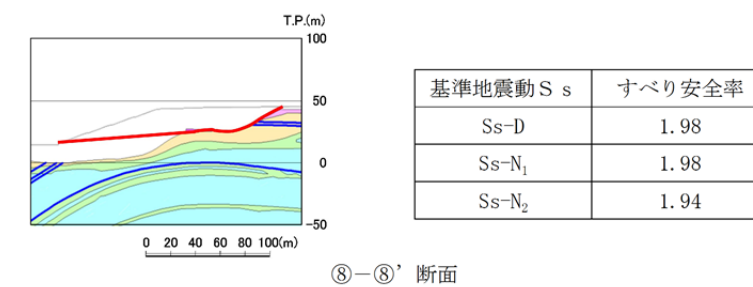 T.P.(m)
100
50
0
-50
0 20 40 60 80 100(m)
基準地震動Ｓｓ すべり安全率
Ss-D 1.98
Ss-N₁ 1.98
Ss-N₂ 1.94
⑧－⑧’断面